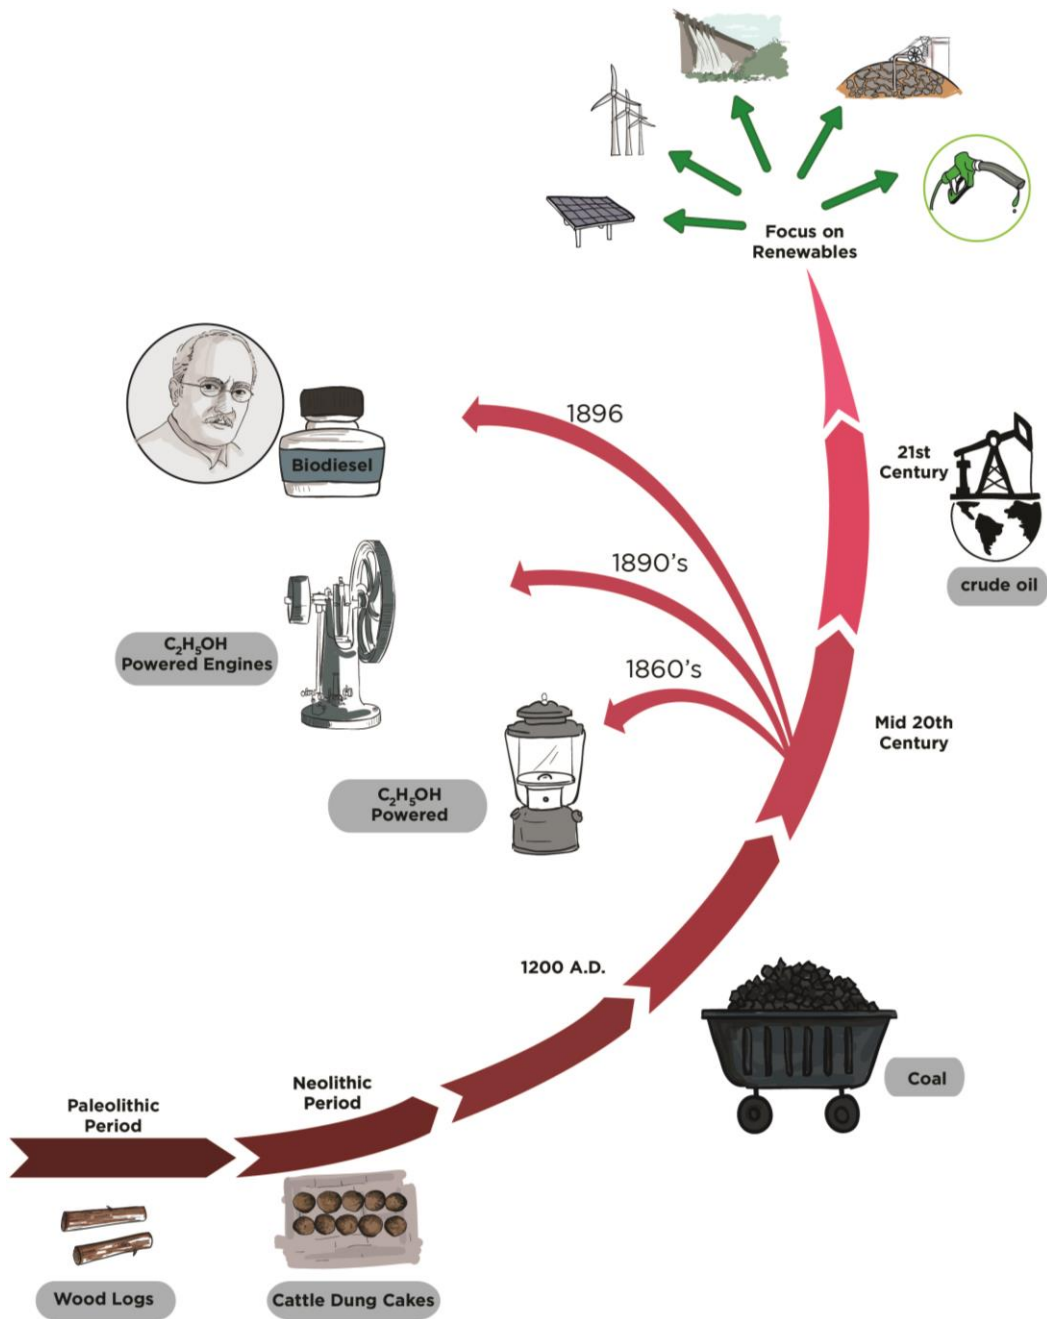 Focus on
Renewables
1896
Biodiesel
21st
Century
crude oil
1890's
C₂H₅OH
Powered Engines
1860's
Mid 20th
Century
C₂H₅OH
Powered
1200 A.D.
Coal
Neolithic
Period
Paleolithic
Period
Wood Logs
Cattle Dung Cakes